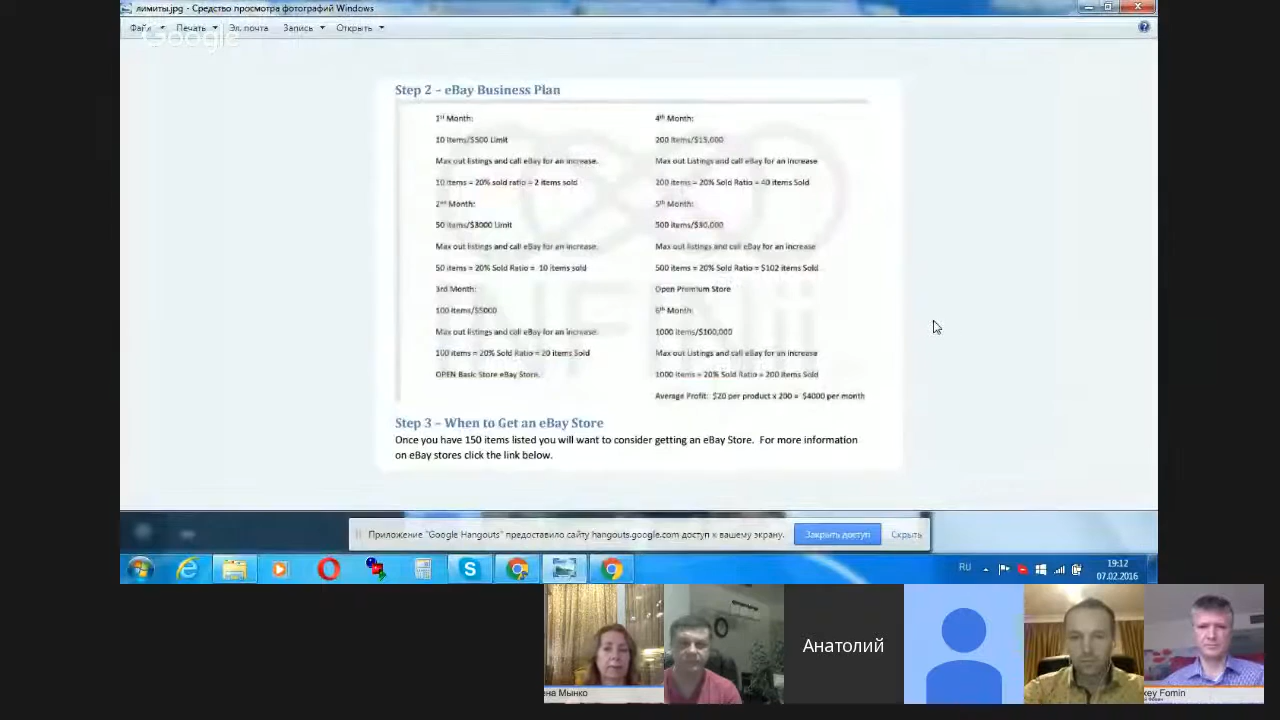 лимиты.jpg - Средство просмотра фотографий Windows
Файл Печать Эл. почта Запись Открыть
Google
Step 2 – eBay Business Plan
1st Month:
10 Items/$500 Limit
Max out listings and call eBay for an increase.
10 items = 20% sold ratio = 2 items sold
2nd Month:
50 items/$3000 Limit
Max out listings and call eBay for an increase.
50 items = 20% Sold Ratio = 10 items sold
3rd Month:
100 items/$5000
Max out listings and call eBay for an increase.
100 items = 20% Sold Ratio = 20 items Sold
OPEN Basic Store eBay Store.
4th Month:
200 Items/$15,000
Max out Listings and call eBay for an Increase
200 items = 20% Sold Ratio = 40 items Sold
5th Month:
500 items/$30,000
Max out listings and call eBay for an increase
500 items = 20% Sold Ratio = $102 items Sold
Open Premium Store
6th Month:
1000 items/$100,000
Max out Listings and call eBay for an increase
1000 items = 20% Sold Ratio = 200 items Sold
Average Profit: $20 per product x 200 = $4000 per month
Step 3 – When to Get an eBay Store
Once you have 150 items listed you will want to consider getting an eBay Store. For more information
on eBay stores click the link below.
Приложение "Google Hangouts" предоставило сайту hangouts.google.com доступ к вашему экрану. Закрыть доступ Скрыть
RU
19:12
07.02.2016
Анатолий
ена Мынко
xey Fomin